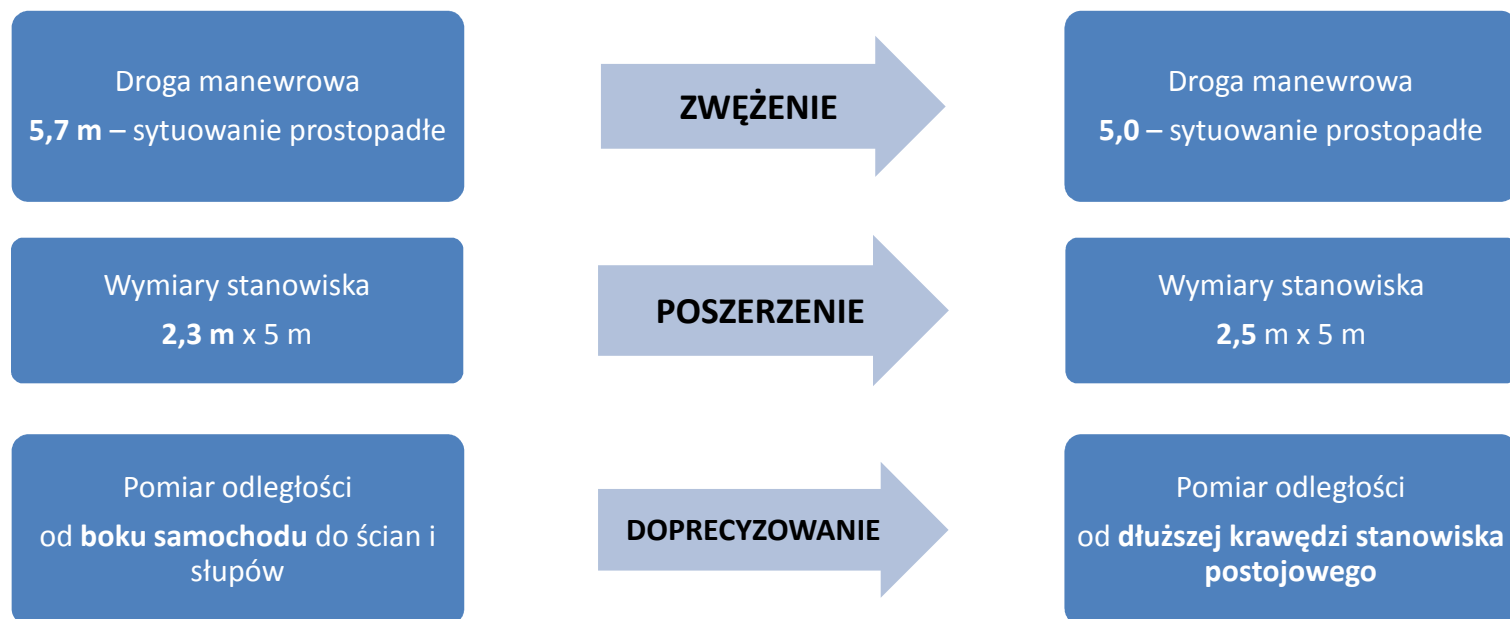 Droga manewrowa
5,7 m – sytuowanie prostopadłe
ZWĘŻENIE
Droga manewrowa
5,0 – sytuowanie prostopadłe
Wymiary stanowiska
2,3 m x 5 m
POSZERZENIE
Wymiary stanowiska
2,5 m x 5 m
Pomiar odległości
od boku samochodu do ścian i
słupów
DOPRECYZOWANIE
Pomiar odległości
od dłuższej krawędzi stanowiska
postojowego